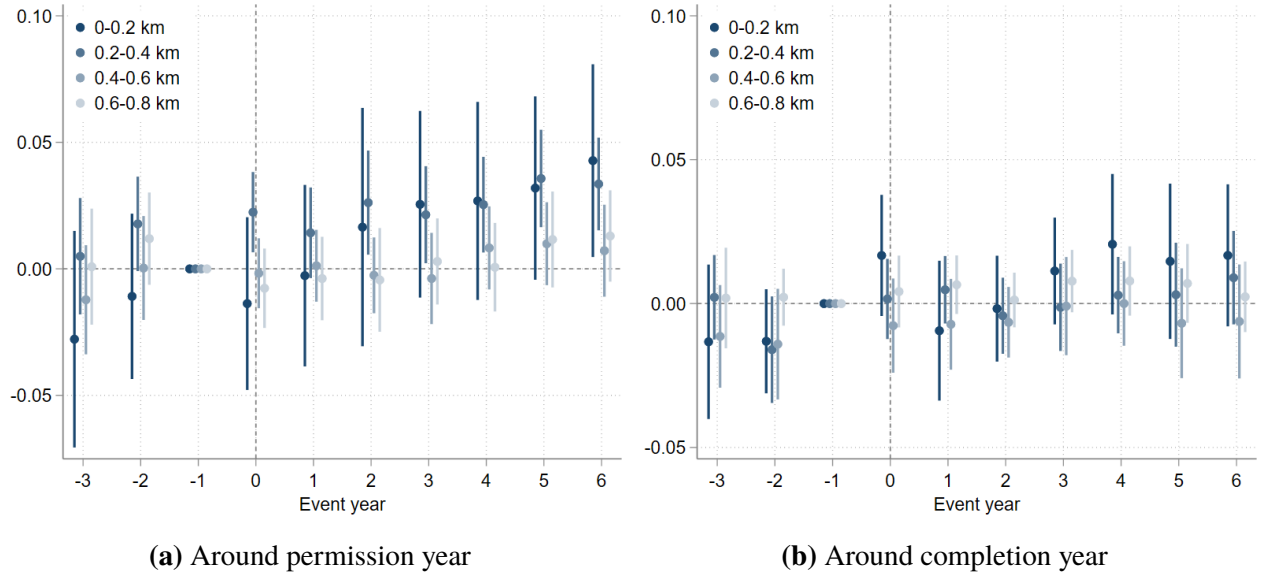 0.10
0.05
0.00
-0.05
0-0.2 km
0.2-0.4 km
0.4-0.6 km
0.6-0.8 km
-3 -2 -1 0 1 2 3 4 5 6
Event year
(a) Around permission year
0.10
0.05
0.00
-0.05
0-0.2 km
0.2-0.4 km
0.4-0.6 km
0.6-0.8 km
-3 -2 -1 0 1 2 3 4 5 6
Event year
(b) Around completion year